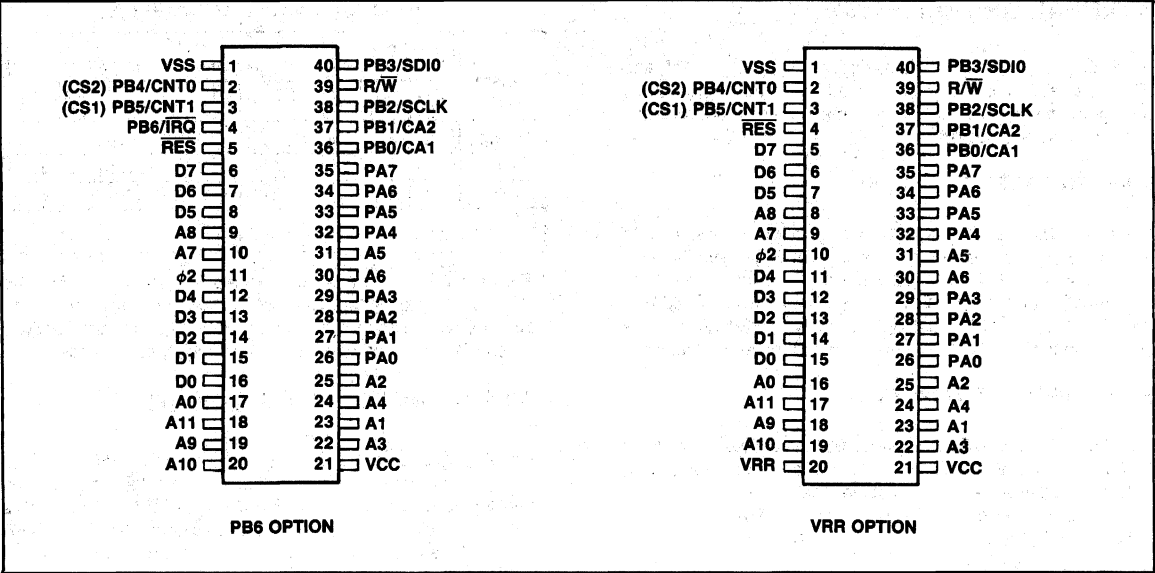 VSS 1 40 PB3/SDI0
(CS2) PB4/CNT0 2 39 R/W̅
(CS1) PB5/CNT1 3 38 PB2/SCLK
PB6/I̅R̅Q̅ 4 37 PB1/CA2
R̅E̅S̅ 5 36 PB0/CA1
D7 6 35 PA7
D6 7 34 PA6
D5 8 33 PA5
A8 9 32 PA4
A7 10 31 A5
ϕ2 11 30 A6
D4 12 29 PA3
D3 13 28 PA2
D2 14 27 PA1
D1 15 26 PA0
D0 16 25 A2
A0 17 24 A4
A11 18 23 A1
A9 19 22 A3
A10 20 21 VCC
PB6 OPTION
VSS 1 40 PB3/SDI0
(CS2) PB4/CNT0 2 39 R/W̅
(CS1) PB5/CNT1 3 38 PB2/SCLK
R̅E̅S̅ 4 37 PB1/CA2
D7 5 36 PB0/CA1
D6 6 35 PA7
D5 7 34 PA6
A8 8 33 PA5
A7 9 32 PA4
ϕ2 10 31 A5
D4 11 30 A6
D3 12 29 PA3
D2 13 28 PA2
D1 14 27 PA1
D0 15 26 PA0
A0 16 25 A2
A11 17 24 A4
A9 18 23 A1
A10 19 22 A3
VRR 20 21 VCC
VRR OPTION